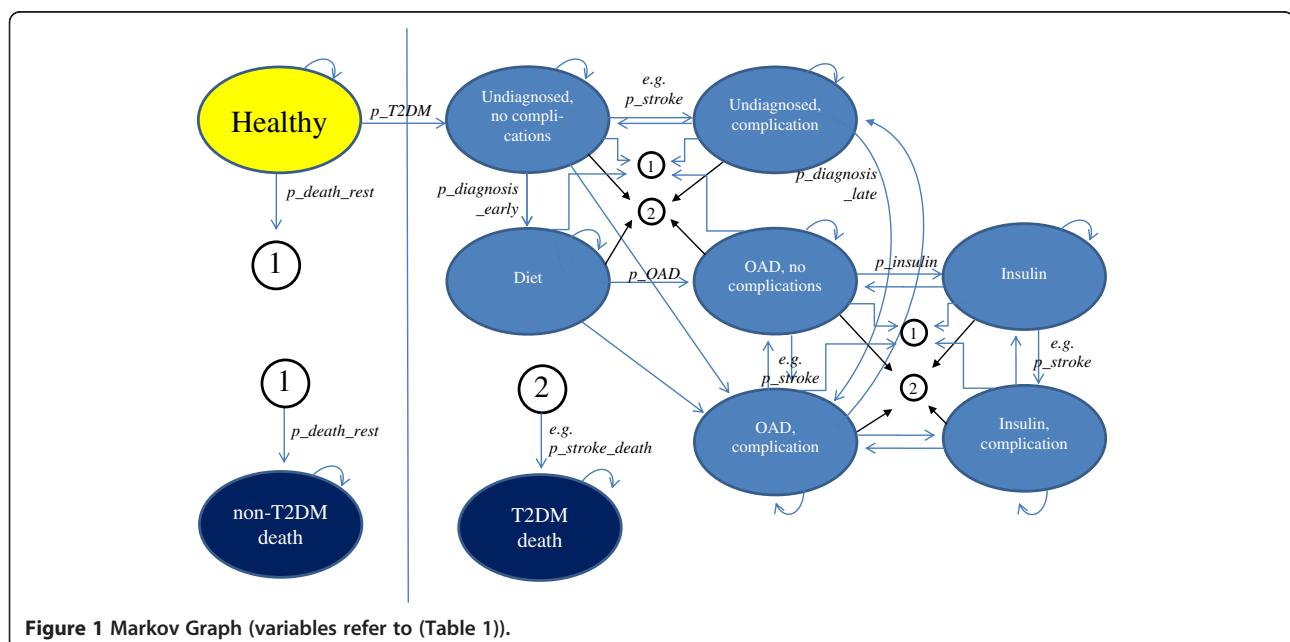 Healthy
p_T2DM
p_death_rest
1
Undiagnosed,
no compli-
cations
e.g.
p_stroke
Undiagnosed,
complication
1
2
p_diagnosis
_early
p_diagnosis
_late
Diet
p_OAD
OAD, no
complications
p_insulin
Insulin
1
2
e.g.
p_stroke
e.g.
p_stroke
OAD,
complication
Insulin,
complication
1
p_death_rest
non-T2DM
death
2
e.g.
p_stroke_death
T2DM
death
Figure 1 Markov Graph (variables refer to (Table 1)).